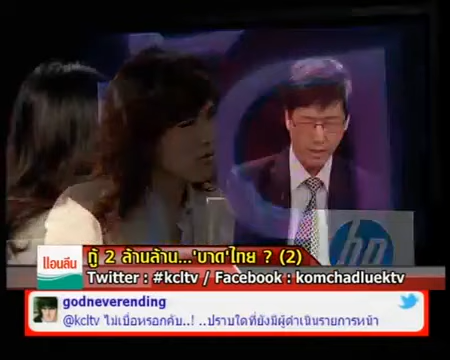 hp
แอนลีน
กู้ 2 ล้านล้าน...'บาด'ไทย ? (2)
Twitter : #kcltv / Facebook : komchadluektv
godneverending
@kcltv ไม่เบื่อหรอกคับ..! ..ปราบใดที่ยังมีผู้ดำเนินรายการหน้า